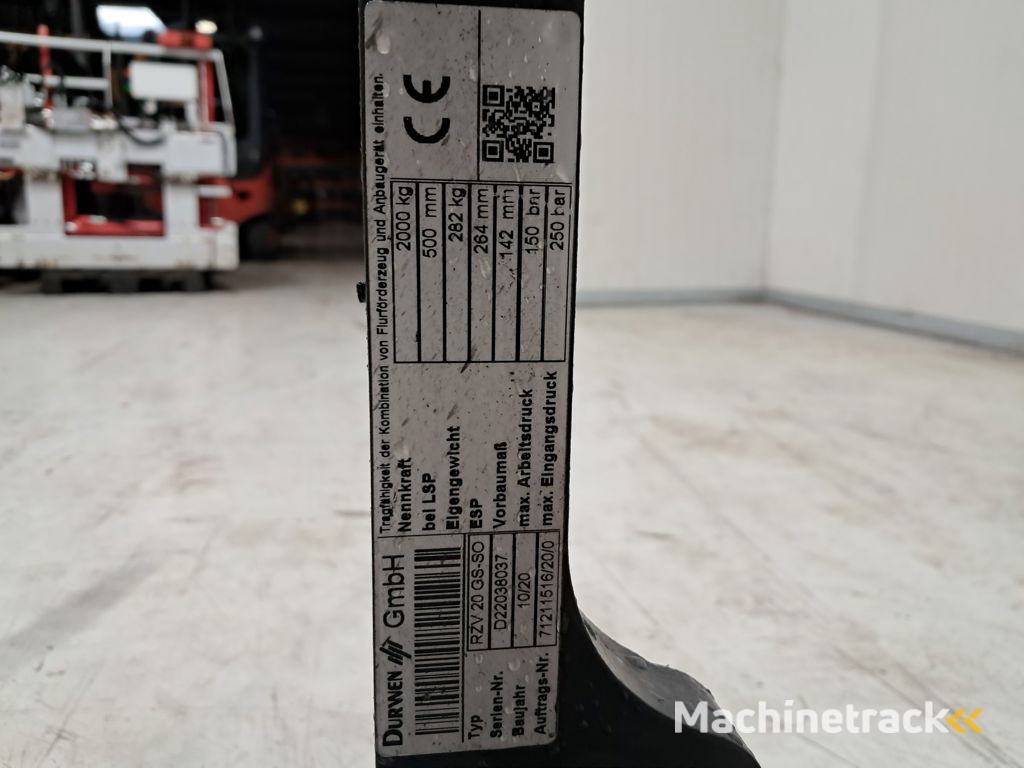 DURWEN GmbH
Typ RZV 20 GS-SO
Serien-Nr. D22038037
Baujahr 10/20
Auftrags-Nr. 71211516/20/0
Tragfähigkeit der Kombination von Flurförderzeug und Anbaugerät einhalten.
Nennkraft 2000 kg
bei LSP 500 mm
Eigengewicht 282 kg
ESP 264 mm
Vorbaumaß 142 mm
max. Arbeitsdruck 150 bar
max. Eingangsdruck 250 bar
CE
Machinetrack